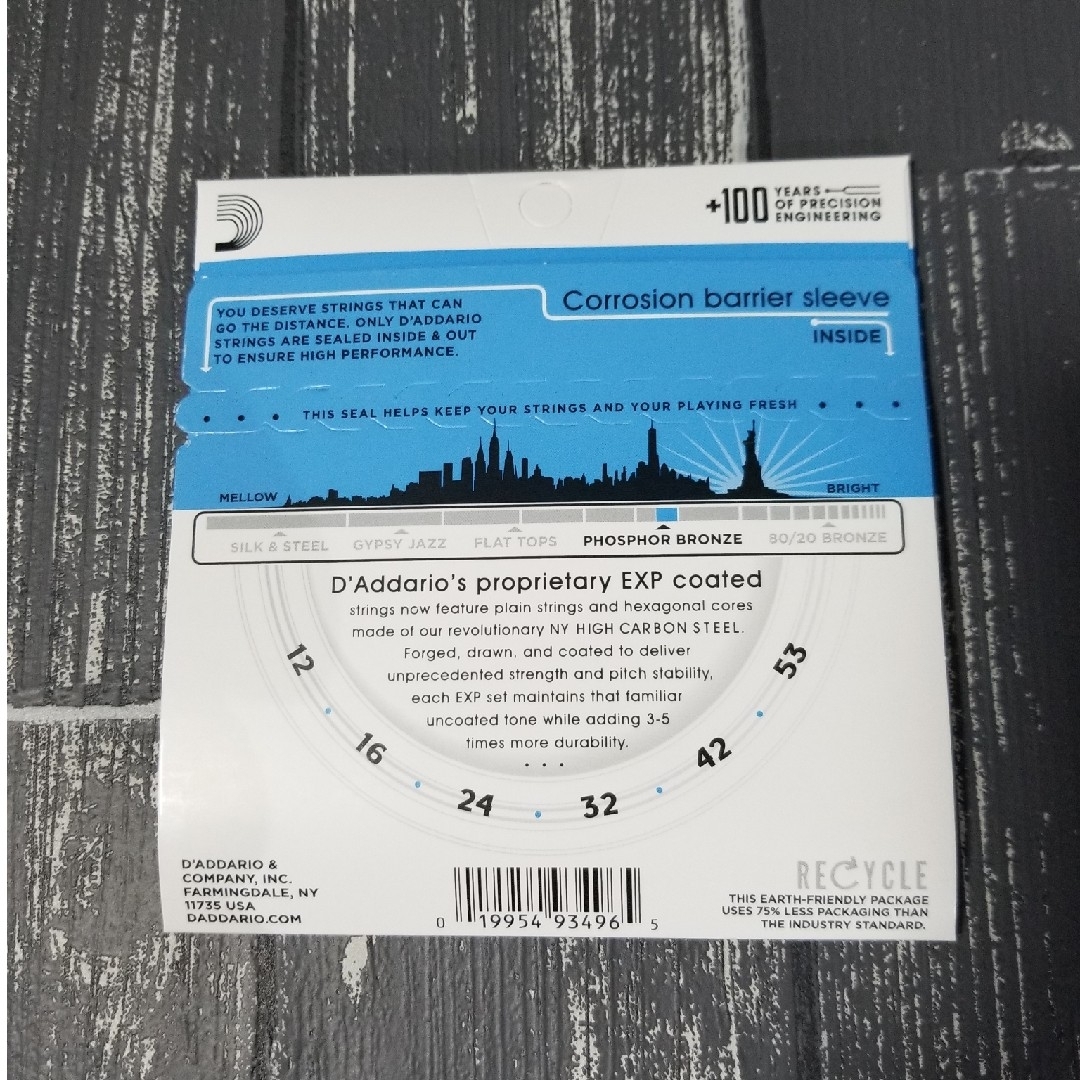 +100 YEARS
OF PRECISION
ENGINEERING
YOU DESERVE STRINGS THAT CAN
GO THE DISTANCE. ONLY D'ADDARIO
STRINGS ARE SEALED INSIDE & OUT
TO ENSURE HIGH PERFORMANCE.
Corrosion barrier sleeve
INSIDE
THIS SEAL HELPS KEEP YOUR STRINGS AND YOUR PLAYING FRESH
MELLOW
BRIGHT
SILK & STEEL
GYPSY JAZZ
FLAT TOPS
PHOSPHOR BRONZE
80/20 BRONZE
D'Addario's proprietary EXP coated
strings now feature plain strings and hexagonal cores
made of our revolutionary NY HIGH CARBON STEEL.
Forged, drawn, and coated to deliver
unprecedented strength and pitch stability,
each EXP set maintains that familiar
uncoated tone while adding 3-5
times more durability.
. . .
12
16
24
32
42
53
D'ADDARIO &
COMPANY, INC.
FARMINGDALE, NY
11735 USA
DADDARIO.COM
0 19954 93496 5
RECYCLE
THIS EARTH-FRIENDLY PACKAGE
USES 75% LESS PACKAGING THAN
THE INDUSTRY STANDARD.